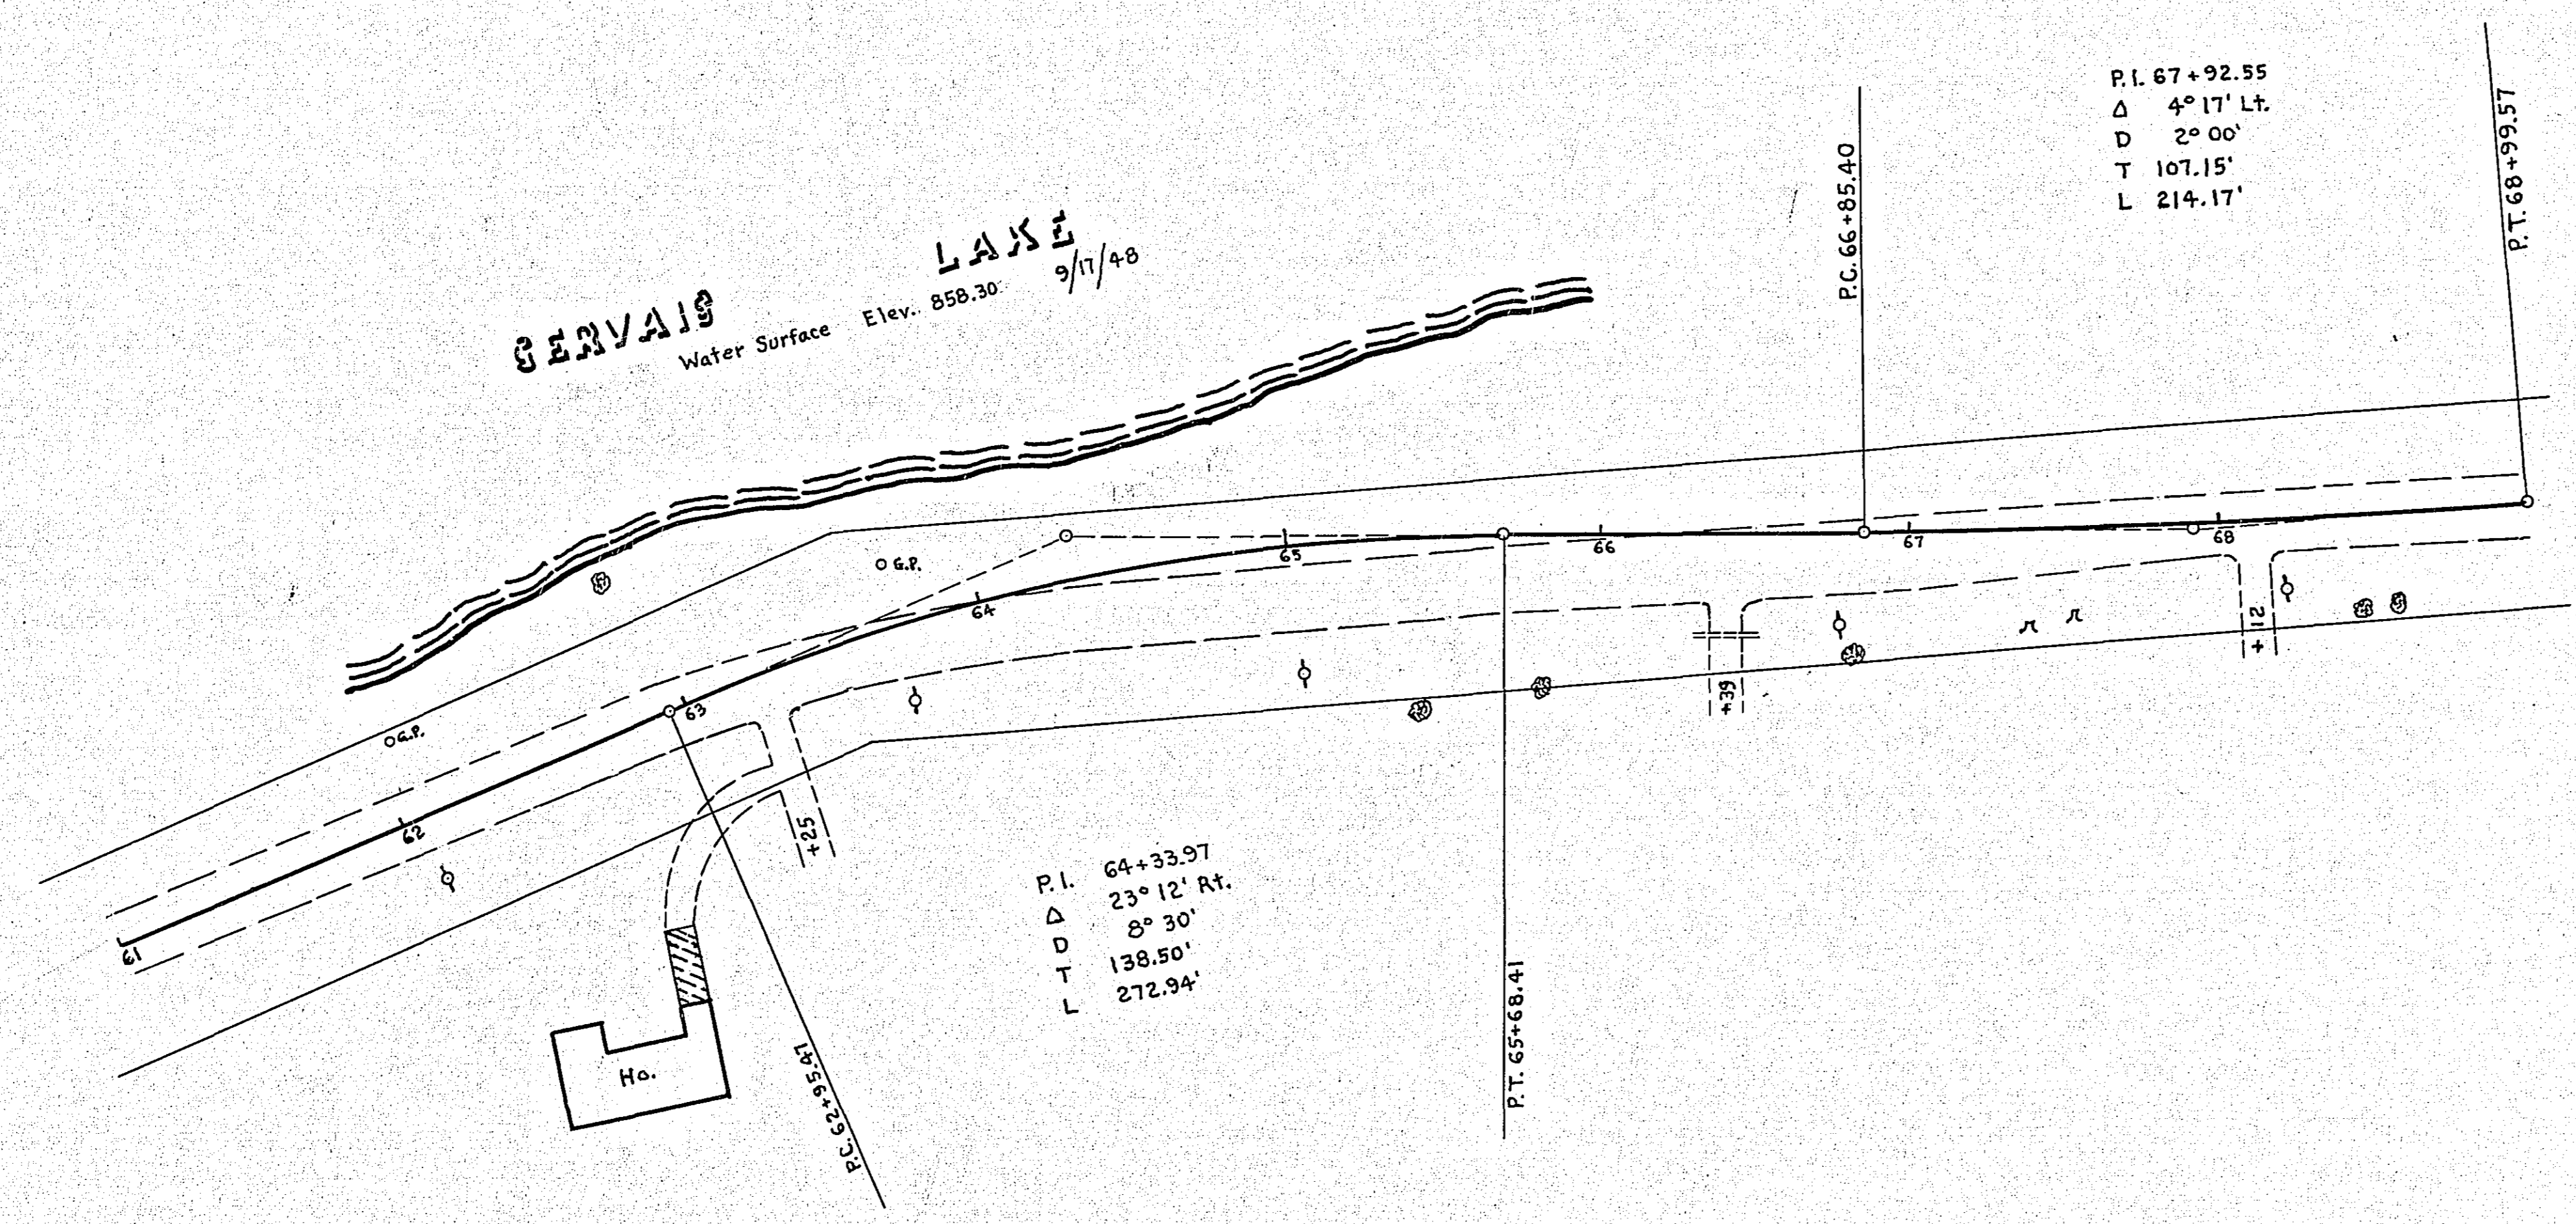 P.I. 67+92.55
Δ 4° 17' Lt.
D 2° 00'
T 107.15'
L 214.17'
P.T. 68+99.57
P.C. 66+85.40
GERVAIS LAKE
Water Surface Elev. 858.30 9/17/48
G.P.
G.P.
61
62
63
64
65
66
67
68
+25
+39
+12
P.I. 64+33.97
Δ 23° 12' Rt.
D 8° 30'
T 138.50'
L 272.94'
P.T. 65+68.41
P.C. 62+95.47
Ho.